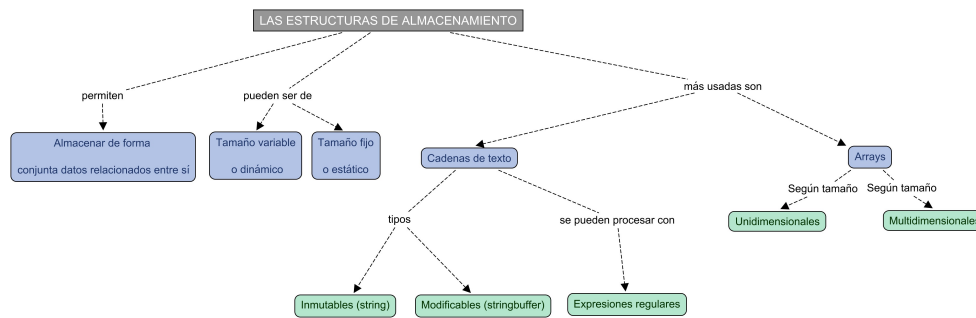 LAS ESTRUCTURAS DE ALMACENAMIENTO
permiten
pueden ser de
más usadas son
Almacenar de forma
conjunta datos relacionados entre sí
Tamaño variable
o dinámico
Tamaño fijo
o estático
Cadenas de texto
Arrays
Según tamaño
Según tamaño
Unidimensionales
Multidimensionales
tipos
se pueden procesar con
Inmutables (string)
Modificables (stringbuffer)
Expresiones regulares